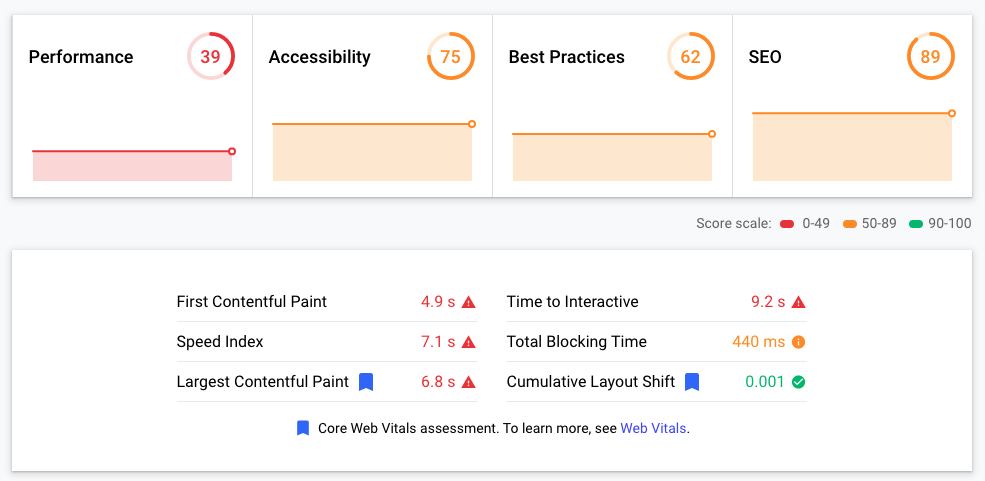 Performance 39 Accessibility 75 Best Practices 62 SEO 89
Score scale: 0-49 50-89 90-100
First Contentful Paint 4.9 s Time to Interactive 9.2 s
Speed Index 7.1 s Total Blocking Time 440 ms
Largest Contentful Paint 6.8 s Cumulative Layout Shift 0.001
Core Web Vitals assessment. To learn more, see Web Vitals.